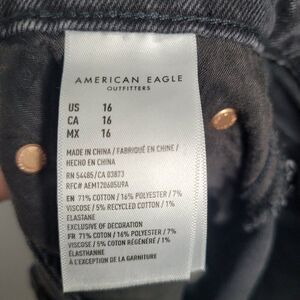 AMERICAN EAGLE
OUTFITTERS
US 16
CA 16
MX 16
MADE IN CHINA / FABRIQUÉ EN CHINE /
HECHO EN CHINA
RN 54485/CA 03873
RFC# AEM120605U9A
EN 71% COTTON / 16% POLYESTER / 7%
VISCOSE / 5% RECYCLED COTTON / 1%
ELASTANE
EXCLUSIVE OF DECORATION
FR 71% COTON / 16% POLYESTER / 7%
VISCOSE / 5% COTON RÉGÉNÉRÉ / 1%
ÉLASTHANNE
À L'EXCEPTION DE LA GARNITURE